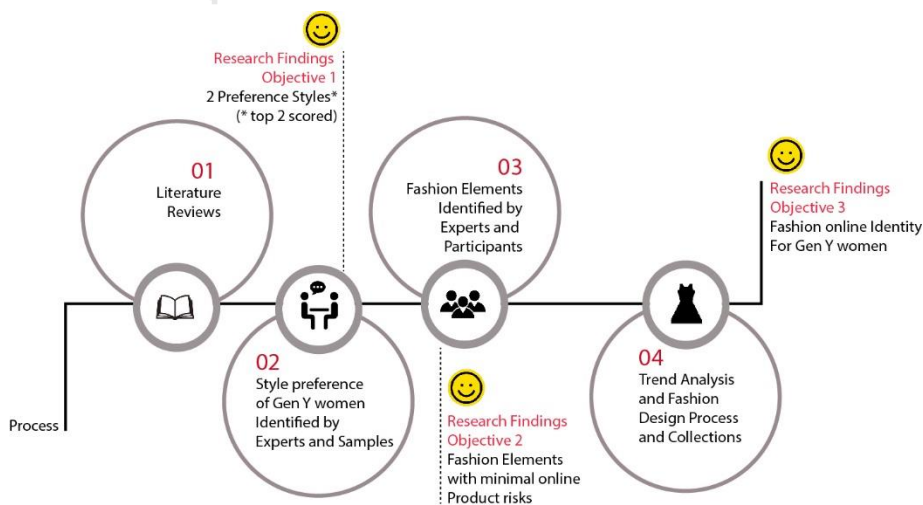 Research Findings
Objective 1
2 Preference Styles*
(* top 2 scored)
01
Literature
Reviews
03
Fashion Elements
Identified by
Experts and
Participants
Research Findings
Objective 3
Fashion online Identity
For Gen Y women
02
Style preference
of Gen Y women
Identified by
Experts and Samples
04
Trend Analysis
and Fashion
Design Process
and Collections
Process
Research Findings
Objective 2
Fashion Elements
with minimal online
Product risks